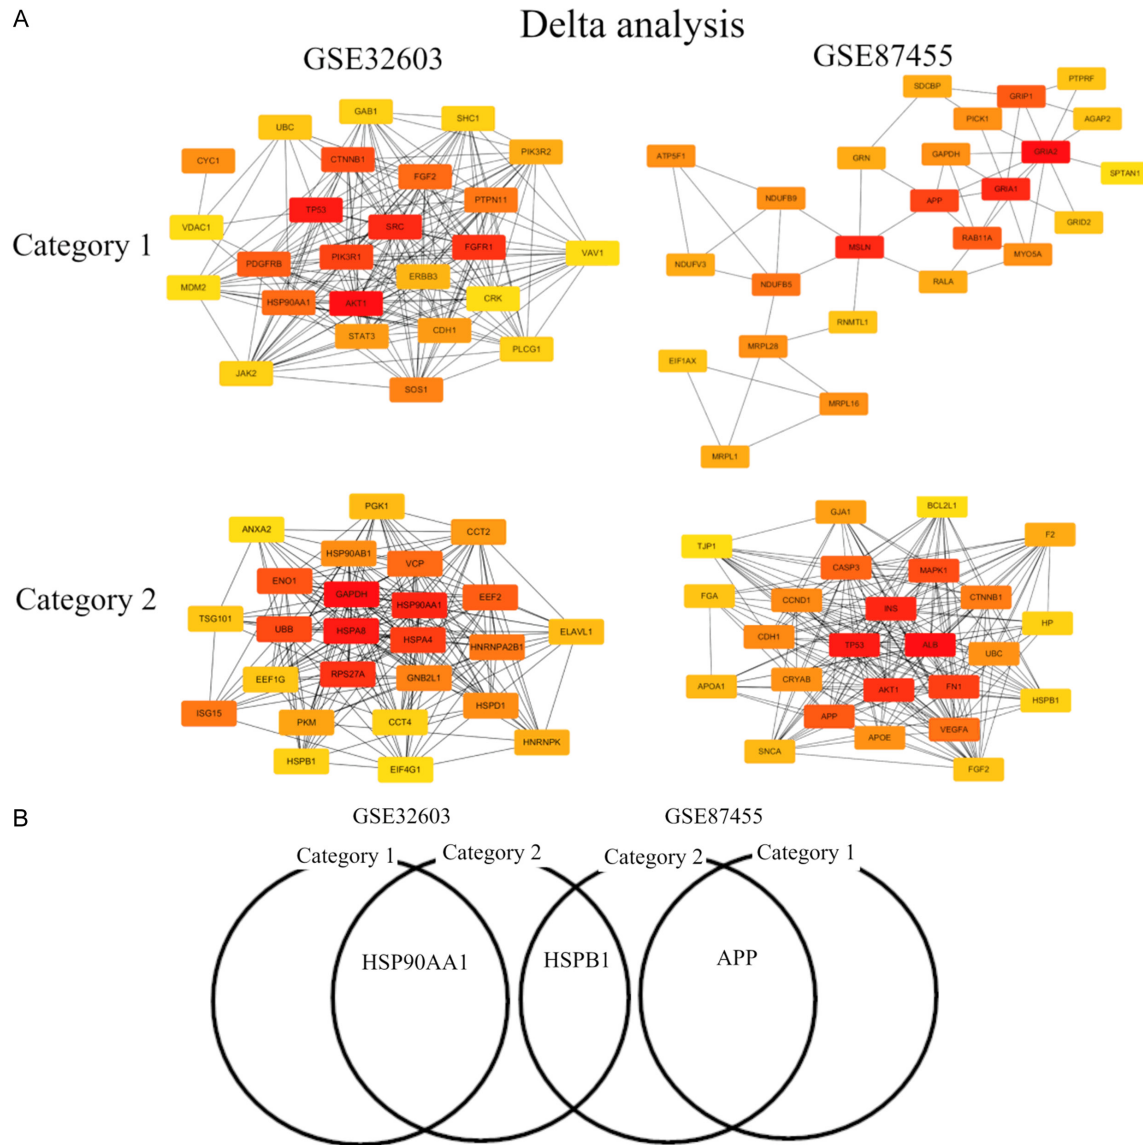 A
Delta analysis
GSE32603
GSE87455
Category 1
GAB1
SHC1
UBC
PIK3R2
CYC1
CTNNB1
FGF2
PTPN11
TP53
SRC
VDAC1
FGFR1
VAV1
PDGFRB
PIK3R1
ERBB3
MDM2
HSP90AA1
AKT1
CRK
STAT3
CDH1
PLCG1
JAK2
SOS1
PTPRF
SDCBP
GRIP1
PICK1
AGAP2
ATP5F1
GRN
GAPDH
GRIA2
SPTAN1
NDUFB9
APP
GRIA1
GRID2
RAB11A
MSLN
MYO5A
NDUFV3
NDUFB5
RALA
RNMTL1
MRPL28
EIF1AX
MRPL16
MRPL1
Category 2
PGK1
ANXA2
CCT2
HSP90AB1
VCP
ENO1
GAPDH
HSP90AA1
EEF2
TSG101
UBB
HSPA8
HSPA4
ELAVL1
HNRNPA2B1
EEF1G
RPS27A
GNB2L1
ISG15
HSPD1
PKM
CCT4
HNRNPK
HSPB1
EIF4G1
BCL2L1
GJA1
F2
TJP1
CASP3
MAPK1
FGA
CCND1
INS
CTNNB1
HP
CDH1
TP53
ALB
UBC
APOA1
CRYAB
AKT1
FN1
HSPB1
APP
VEGFA
SNCA
APOE
FGF2
B
GSE32603
GSE87455
Category 1
Category 2
Category 2
Category 1
HSP90AA1
HSPB1
APP